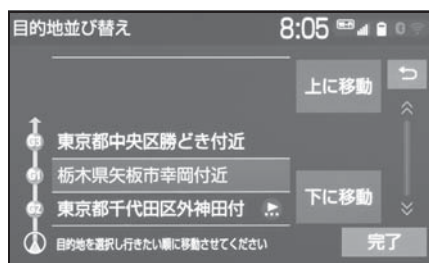 目的地並び替え 8:05
上に移動
G3 東京都中央区勝どき付近
G1 栃木県矢板市幸岡付近
G2 東京都千代田区外神田付
下に移動
目的地を選択し行きたい順に移動させてください
完了